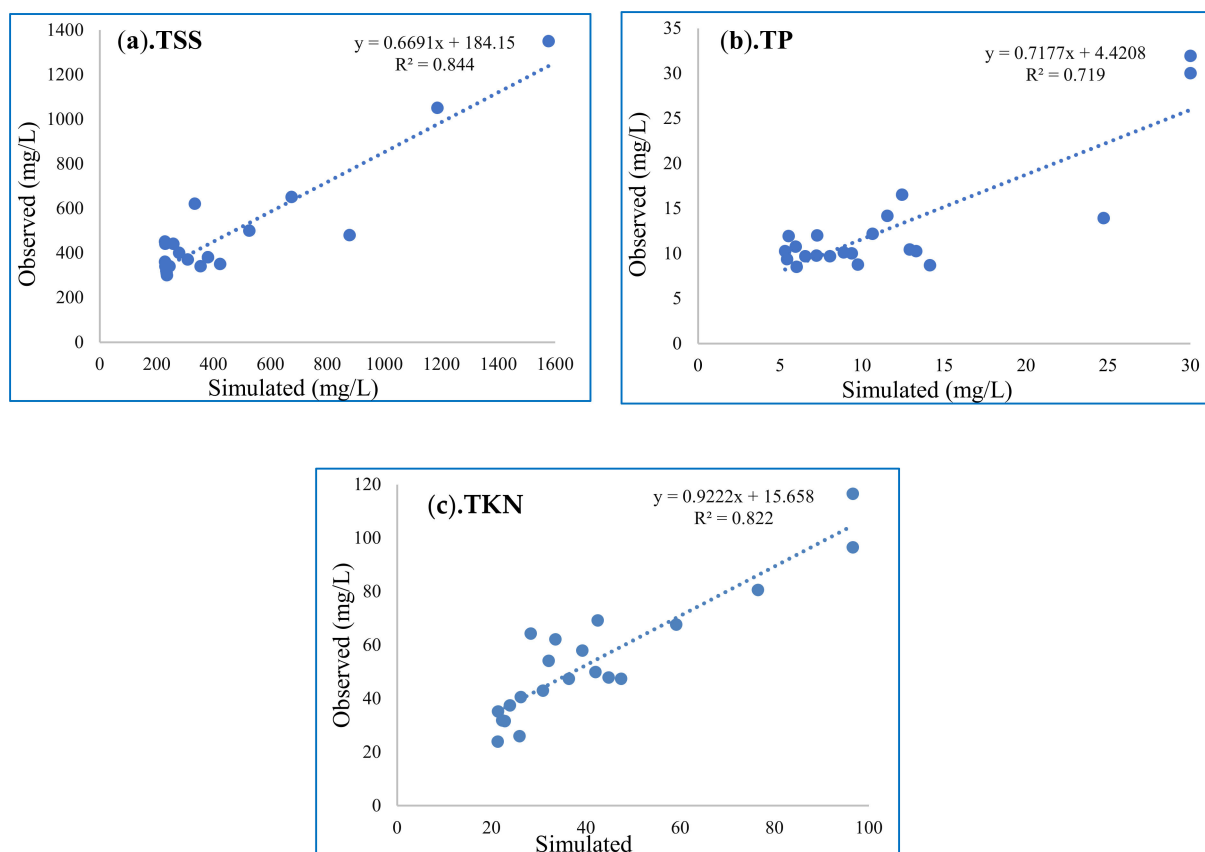 (a).TSS
y = 0.6691x + 184.15
R² = 0.844
1400
1200
1000
800
600
400
200
0
Observed (mg/L)
0 200 400 600 800 1000 1200 1400 1600
Simulated (mg/L)
(b).TP
y = 0.7177x + 4.4208
R² = 0.719
35
30
25
20
15
10
5
0
Observed (mg/L)
0 5 10 15 20 25 30
Simulated (mg/L)
(c).TKN
y = 0.9222x + 15.658
R² = 0.822
120
100
80
60
40
20
0
Observed (mg/L)
0 20 40 60 80 100
Simulated